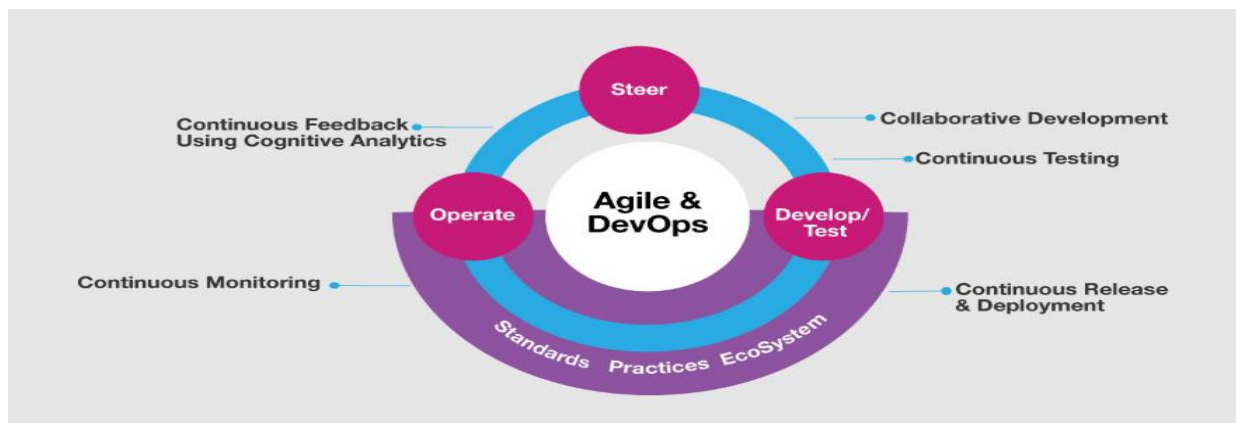 Steer
Continuous Feedback
Using Cognitive Analytics
Collaborative Development
Continuous Testing
Operate
Agile &
DevOps
Develop/
Test
Continuous Monitoring
Continuous Release
& Deployment
Standards Practices EcoSystem